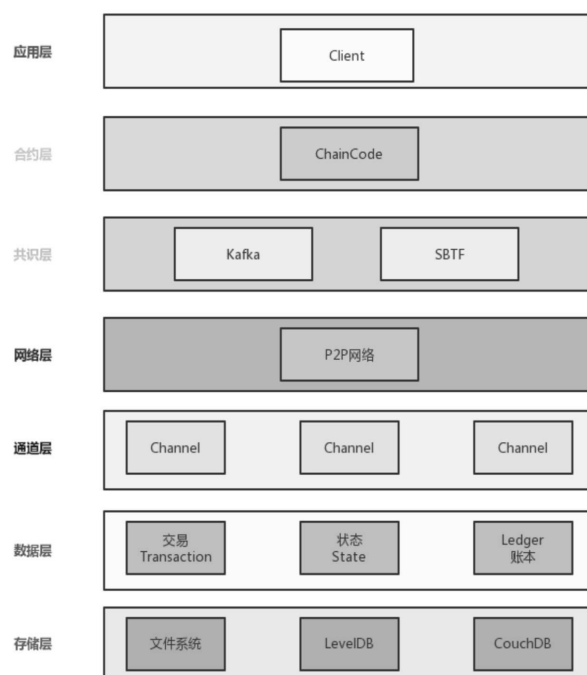 应用层
Client
合约层
ChainCode
共识层
Kafka
SBTF
网络层
P2P网络
通道层
Channel
Channel
Channel
数据层
交易
Transaction
状态
State
Ledger
账本
存储层
文件系统
LevelDB
CouchDB